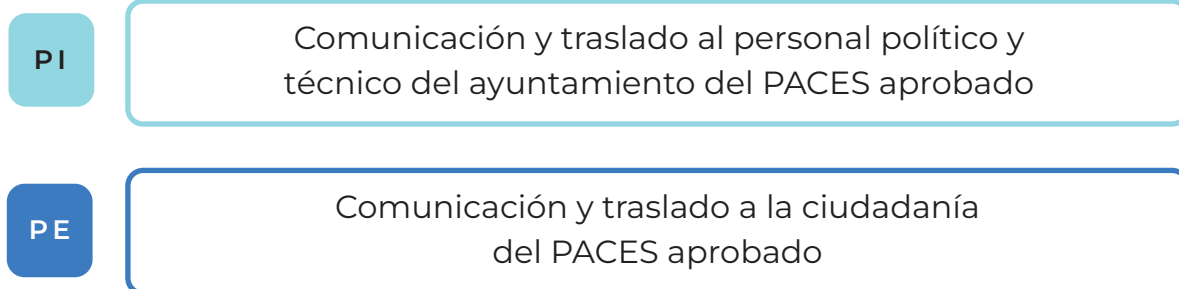 PI
Comunicación y traslado al personal político y
técnico del ayuntamiento del PACES aprobado
PE
Comunicación y traslado a la ciudadanía
del PACES aprobado